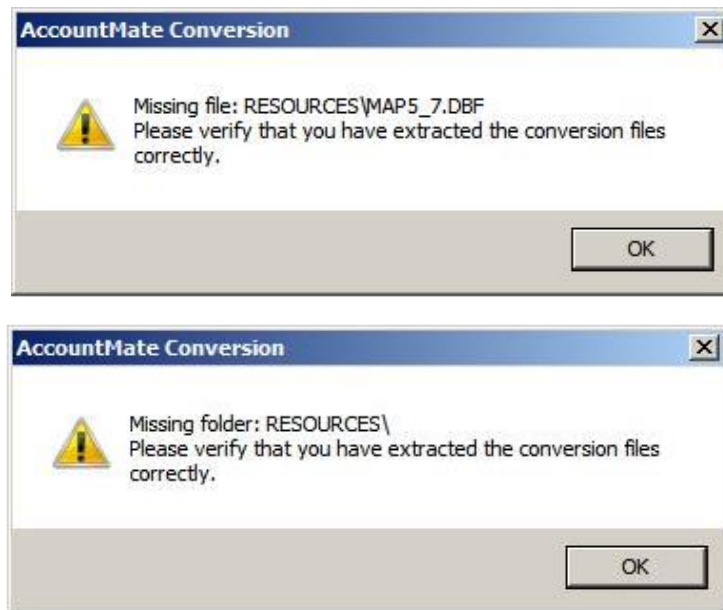 AccountMate Conversion
Missing file: RESOURCES\MAP5_7.DBF
Please verify that you have extracted the conversion files
correctly.
OK
AccountMate Conversion
Missing folder: RESOURCES\
Please verify that you have extracted the conversion files
correctly.
OK